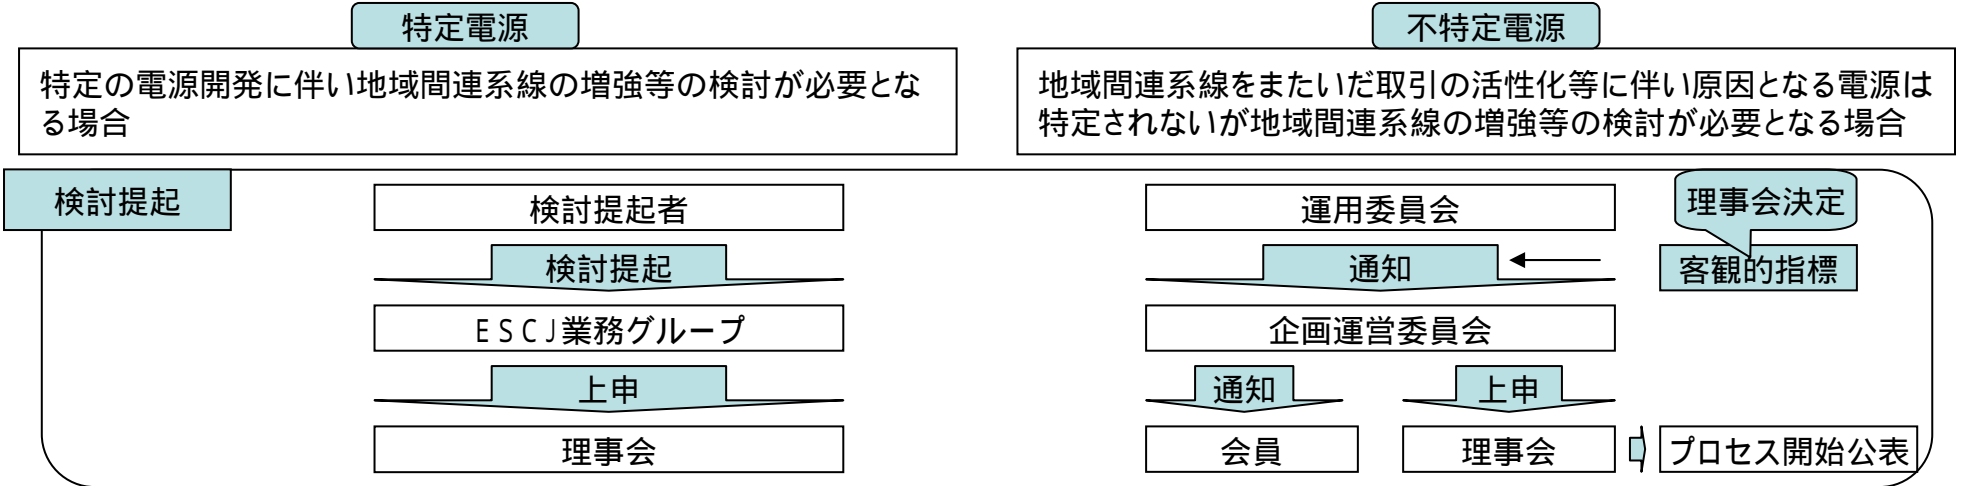 特定電源
不特定電源
特定の電源開発に伴い地域間連系線の増強等の検討が必要とな
る場合
地域間連系線をまたいだ取引の活性化等に伴い原因となる電源は
特定されないが地域間連系線の増強等の検討が必要となる場合
検討提起
検討提起者
検討提起
ESCJ業務グループ
上申
理事会
運用委員会
理事会決定
通知
客観的指標
企画運営委員会
通知
上申
会員
理事会
プロセス開始公表